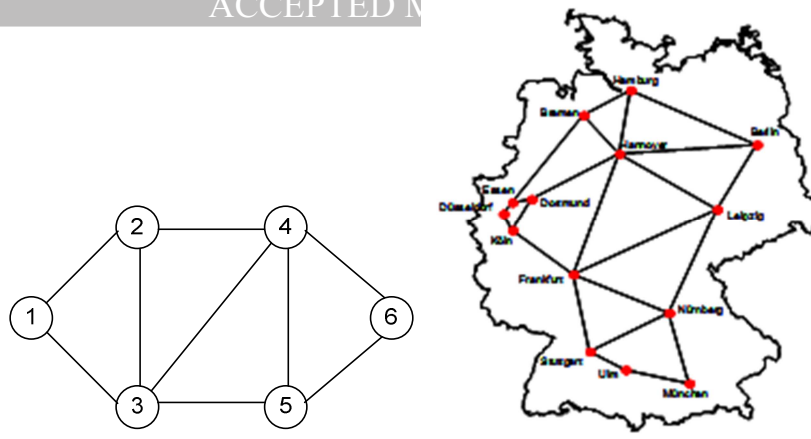 ACCEPTED M
Hamburg
Bremen
Berlin
Hannover
Essen
Dortmund
Düsseldorf
Leipzig
Köln
Frankfurt
Nürnberg
Stuttgart
Ulm
München
2
4
1
6
3
5